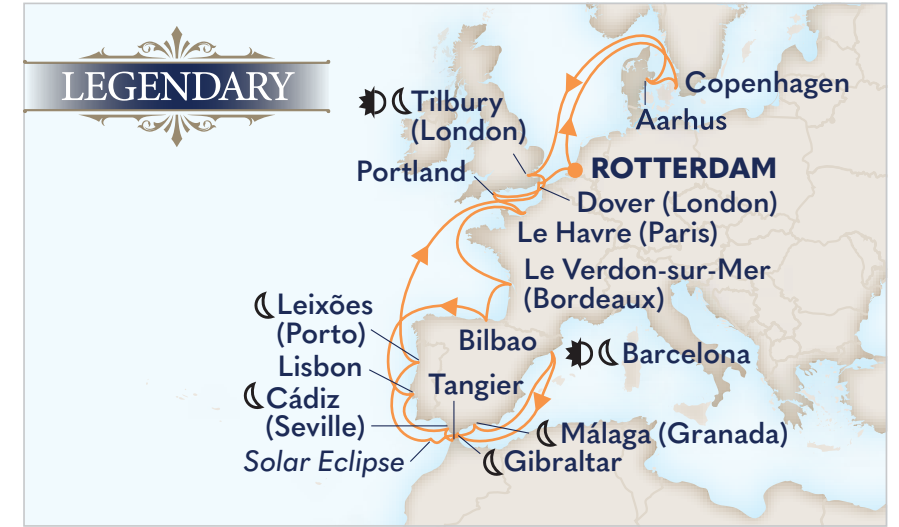 LEGENDARY
Copenhagen
Aarhus
Tilbury
(London)
Portland
ROTTERDAM
Dover (London)
Le Havre (Paris)
Le Verdon-sur-Mer
(Bordeaux)
Leixões
(Porto)
Bilbao
Lisbon
Barcelona
Tangier
Cádiz
(Seville)
Málaga (Granada)
Solar Eclipse
Gibraltar